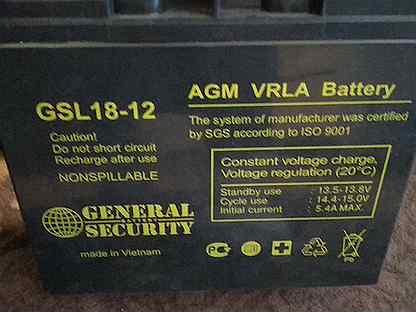 GSL18-12
Caution!
Do not short circuit
Recharge after use
NONSPILLABLE
GENERAL
SECURITY
made in Vietnam
AGM VRLA Battery
The system of manufacturer was certified
by SGS according to ISO 9001
Constant voltage charge,
Voltage regulation (20°C)
Standby use : 13.5-13.8V
Cycle use : 14.4-15.0V
Initial current : 5.4A MAX.
Pb